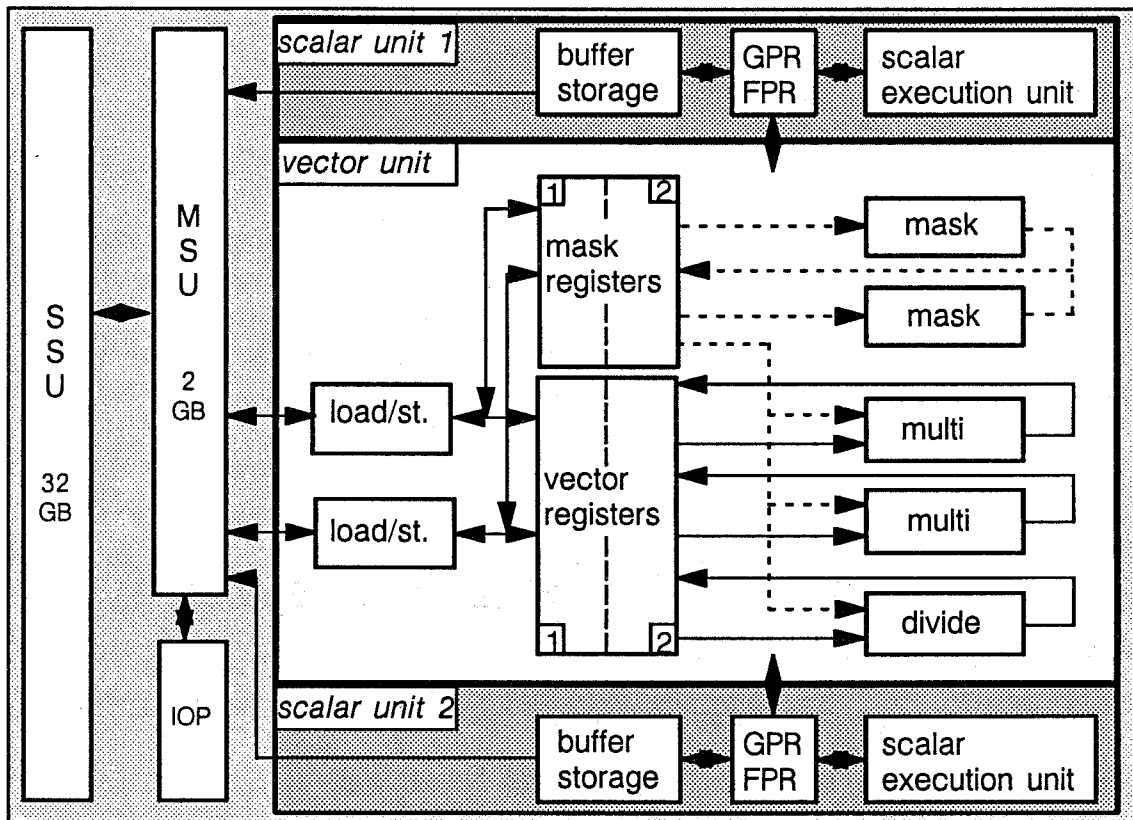 scalar unit 1
buffer
storage
GPR
FPR
scalar
execution unit
vector unit
M
S
U
2
GB
S
S
U
32
GB
1
2
mask
registers
mask
mask
load/st.
load/st.
vector
registers
1
2
multi
multi
divide
IOP
scalar unit 2
buffer
storage
GPR
FPR
scalar
execution unit